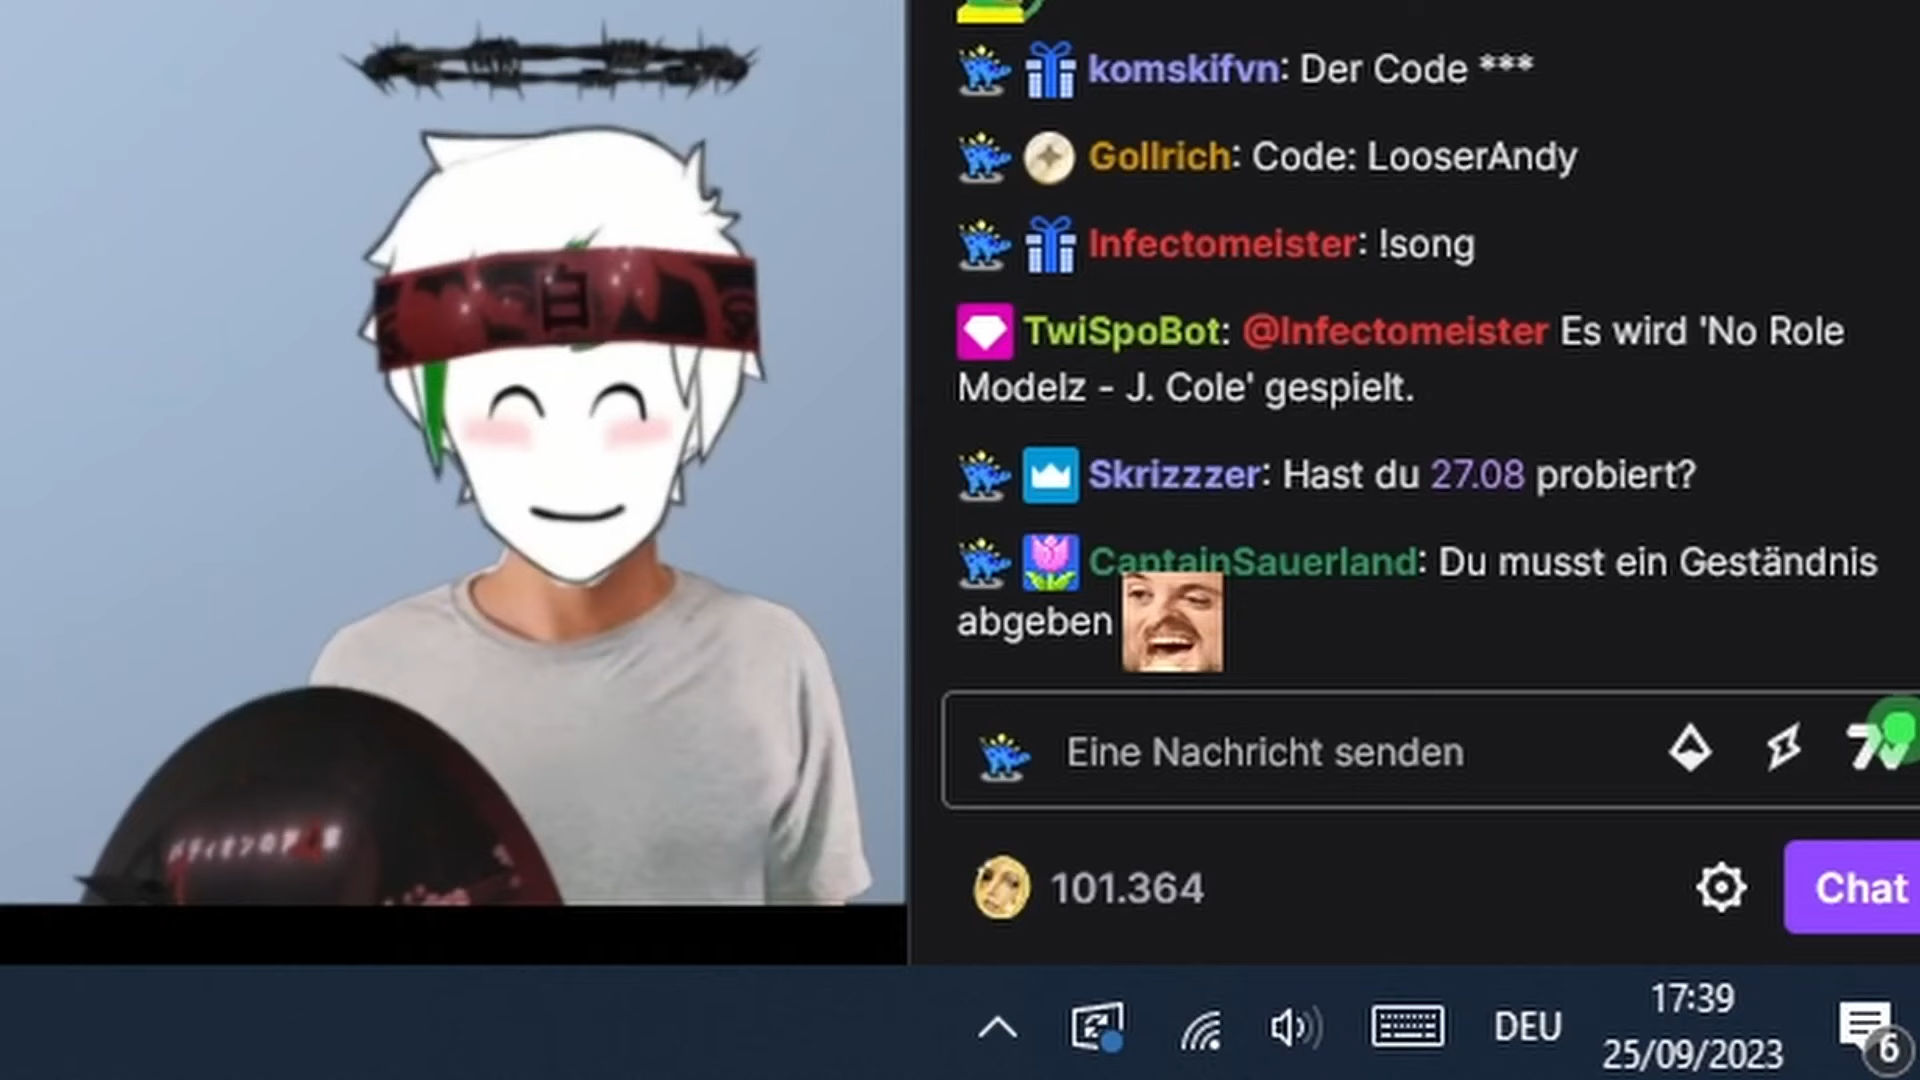 komskifvn: Der Code ***
Gollrich: Code: LooserAndy
Infectomeister: !song
TwiSpoBot: @Infectomeister Es wird 'No Role
Modelz - J. Cole' gespielt.
Skrizzzer: Hast du 27.08 probiert?
CaptainSauerland: Du musst ein Geständnis
abgeben
Eine Nachricht senden
101.364
Chat
DEU
17:39
25/09/2023
6
白